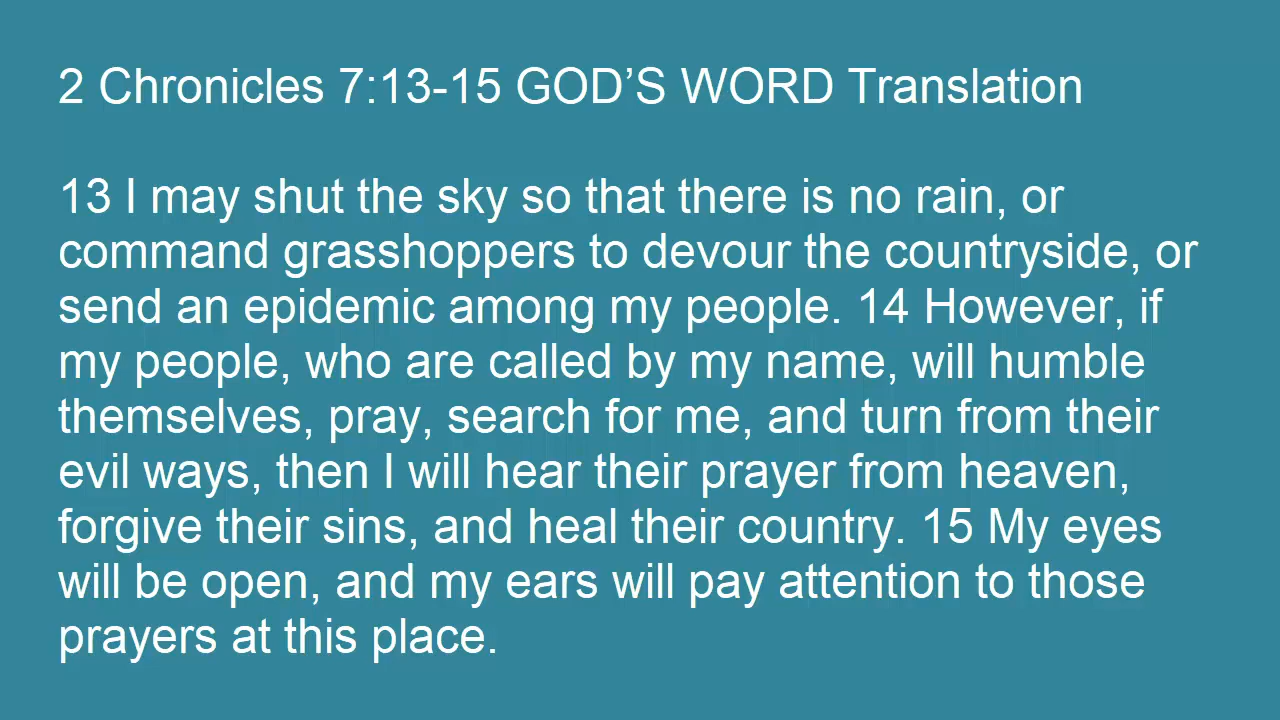 2 Chronicles 7:13-15 GOD’S WORD Translation
13 I may shut the sky so that there is no rain, or
command grasshoppers to devour the countryside, or
send an epidemic among my people. 14 However, if
my people, who are called by my name, will humble
themselves, pray, search for me, and turn from their
evil ways, then I will hear their prayer from heaven,
forgive their sins, and heal their country. 15 My eyes
will be open, and my ears will pay attention to those
prayers at this place.